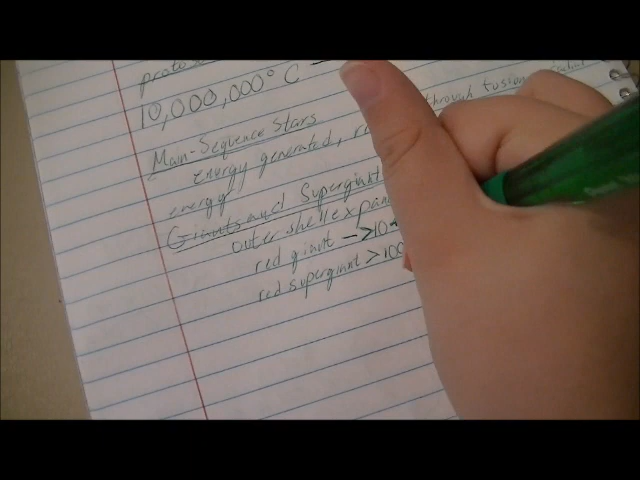 10,000,000° C
Main-Sequence Stars
energy generated, through fusion
energy
Giants and Supergiant
outer shell expan
red giant -> 10
red supergiant > 100